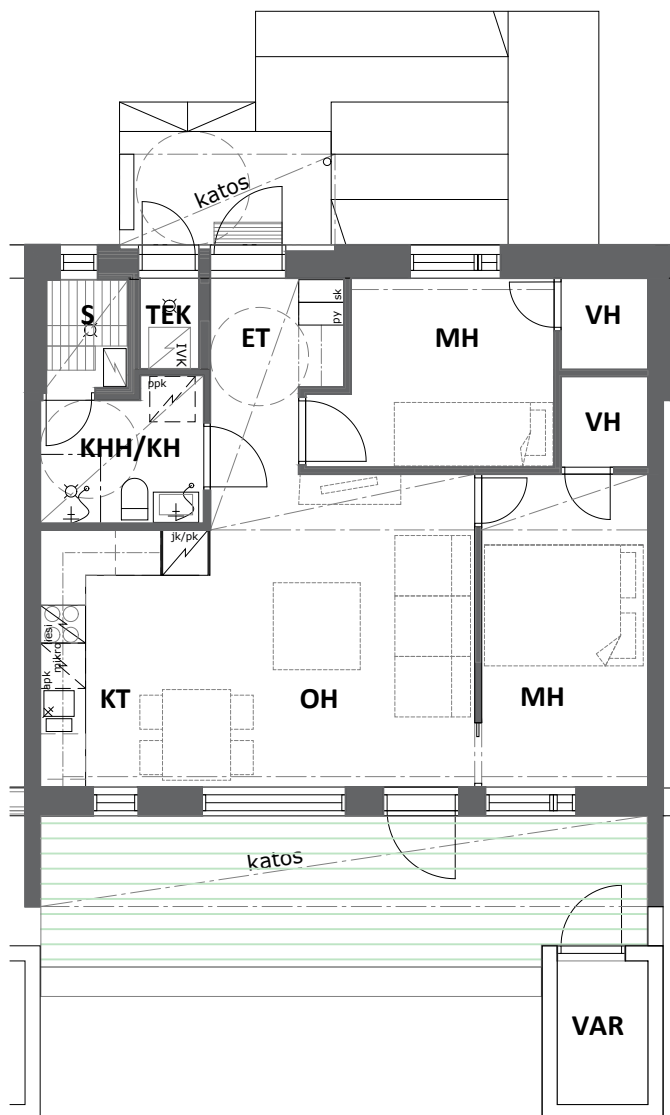 katos
S
TEK
IVK
ET
sk
py
MH
VH
VH
ppk
KHH/KH
jk/pk
liesi
mikro
apk
KT
OH
MH
katos
VAR